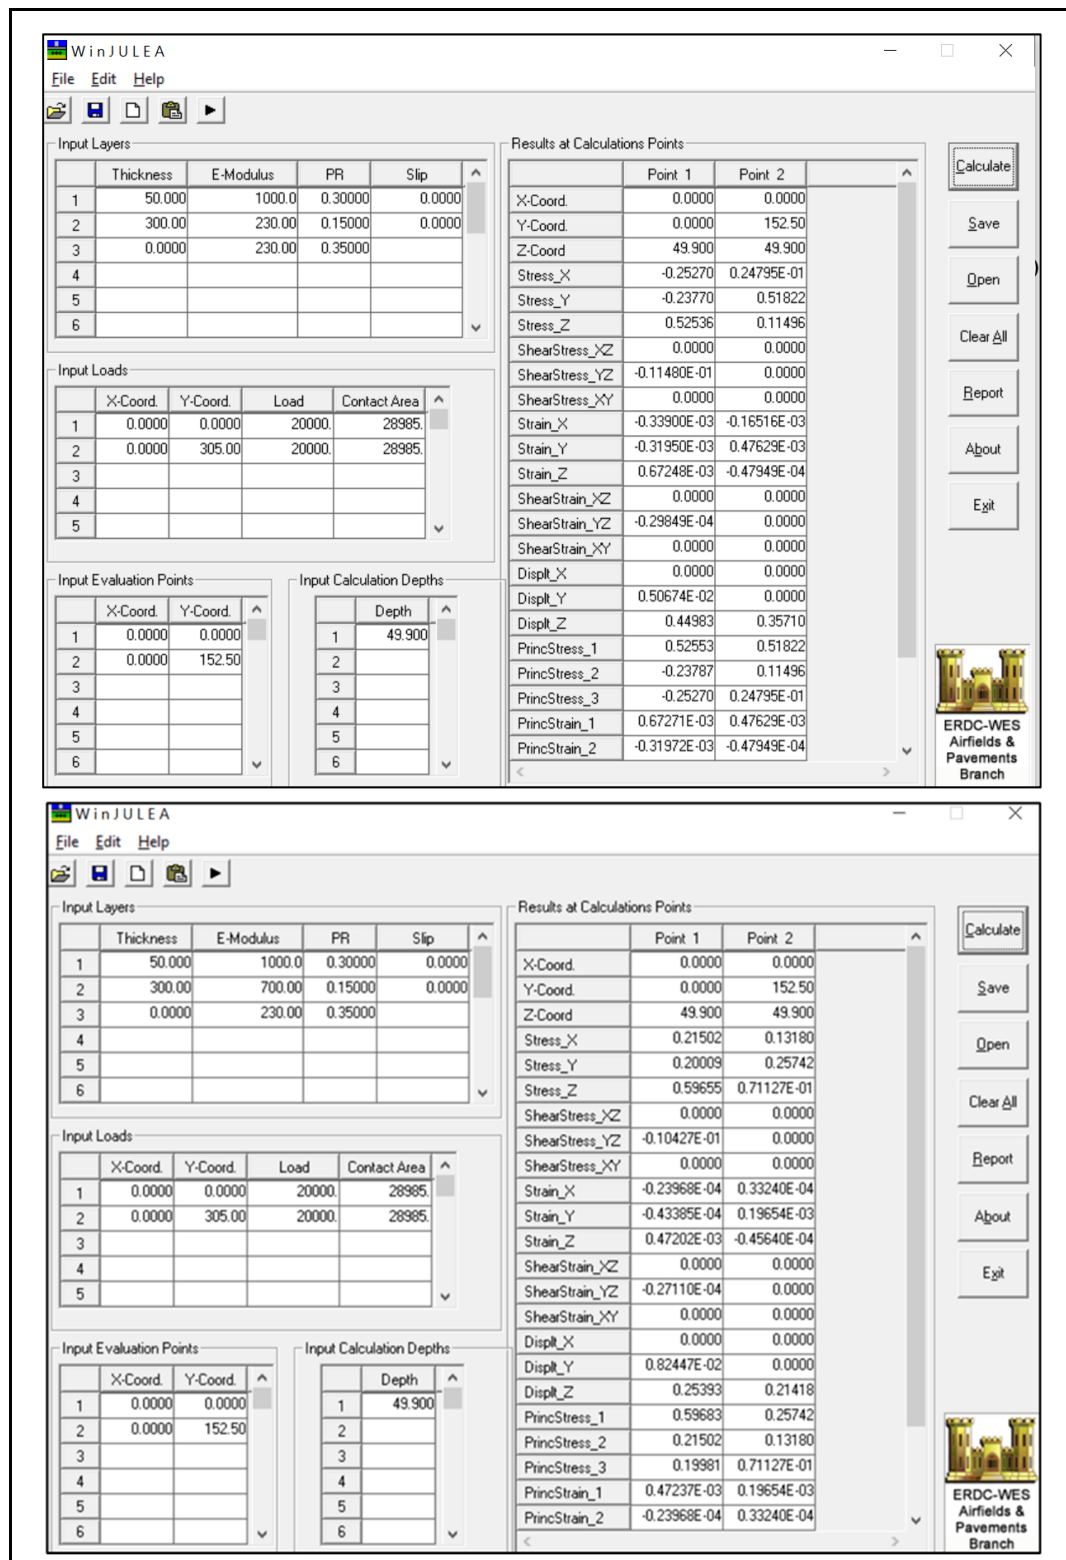 WinJULEA
File Edit Help
Input Layers
Thickness E-Modulus PR Slip
1 50.000 1000.0 0.30000 0.0000
2 300.00 230.00 0.15000 0.0000
3 0.0000 230.00 0.35000
4
5
6
Input Loads
X-Coord. Y-Coord. Load Contact Area
1 0.0000 0.0000 20000. 28985.
2 0.0000 305.00 20000. 28985.
3
4
5
Input Evaluation Points
X-Coord. Y-Coord.
1 0.0000 0.0000
2 0.0000 152.50
3
4
5
6
Input Calculation Depths
Depth
1 49.900
2
3
4
5
6
Results at Calculations Points
Point 1 Point 2
X-Coord. 0.0000 0.0000
Y-Coord. 0.0000 152.50
Z-Coord 49.900 49.900
Stress_X -0.25270 0.24795E-01
Stress_Y -0.23770 0.51822
Stress_Z 0.52536 0.11496
ShearStress_XZ 0.0000 0.0000
ShearStress_YZ -0.11480E-01 0.0000
ShearStress_XY 0.0000 0.0000
Strain_X -0.33900E-03 -0.16516E-03
Strain_Y -0.31950E-03 0.47629E-03
Strain_Z 0.67248E-03 -0.47949E-04
ShearStrain_XZ 0.0000 0.0000
ShearStrain_YZ -0.29849E-04 0.0000
ShearStrain_XY 0.0000 0.0000
Displt_X 0.0000 0.0000
Displt_Y 0.50674E-02 0.0000
Displt_Z 0.44983 0.35710
PrincStress_1 0.52553 0.51822
PrincStress_2 -0.23787 0.11496
PrincStress_3 -0.25270 0.24795E-01
PrincStrain_1 0.67271E-03 0.47629E-03
PrincStrain_2 -0.31972E-03 -0.47949E-04
Calculate
Save
)
Open
Clear All
Report
About
Exit
ERDC-WES
Airfields &
Pavements
Branch
WinJULEA
File Edit Help
Input Layers
Thickness E-Modulus PR Slip
1 50.000 1000.0 0.30000 0.0000
2 300.00 700.00 0.15000 0.0000
3 0.0000 230.00 0.35000
4
5
6
Input Loads
X-Coord. Y-Coord. Load Contact Area
1 0.0000 0.0000 20000. 28985.
2 0.0000 305.00 20000. 28985.
3
4
5
Input Evaluation Points
X-Coord. Y-Coord.
1 0.0000 0.0000
2 0.0000 152.50
3
4
5
6
Input Calculation Depths
Depth
1 49.900
2
3
4
5
6
Results at Calculations Points
Point 1 Point 2
X-Coord. 0.0000 0.0000
Y-Coord. 0.0000 152.50
Z-Coord 49.900 49.900
Stress_X 0.21502 0.13180
Stress_Y 0.20009 0.25742
Stress_Z 0.59655 0.71127E-01
ShearStress_XZ 0.0000 0.0000
ShearStress_YZ -0.10427E-01 0.0000
ShearStress_XY 0.0000 0.0000
Strain_X -0.23968E-04 0.33240E-04
Strain_Y -0.43385E-04 0.19654E-03
Strain_Z 0.47202E-03 -0.45640E-04
ShearStrain_XZ 0.0000 0.0000
ShearStrain_YZ -0.27110E-04 0.0000
ShearStrain_XY 0.0000 0.0000
Displt_X 0.0000 0.0000
Displt_Y 0.82447E-02 0.0000
Displt_Z 0.25393 0.21418
PrincStress_1 0.59683 0.25742
PrincStress_2 0.21502 0.13180
PrincStress_3 0.19981 0.71127E-01
PrincStrain_1 0.47237E-03 0.19654E-03
PrincStrain_2 -0.23968E-04 0.33240E-04
Calculate
Save
Open
Clear All
Report
About
Exit
ERDC-WES
Airfields &
Pavements
Branch